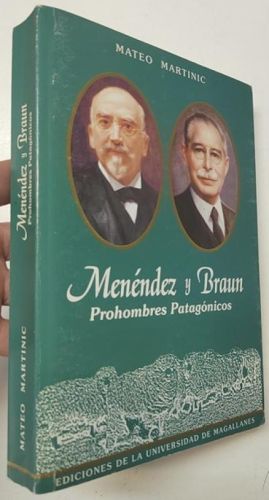 MATEO MARTINIC
Menéndez y Braun
Prohombres Patagónicos
EDICIONES DE LA UNIVERSIDAD DE MAGALLANES
Menéndez y Braun
Prohombres Patagónicos
MATEO MARTINIC